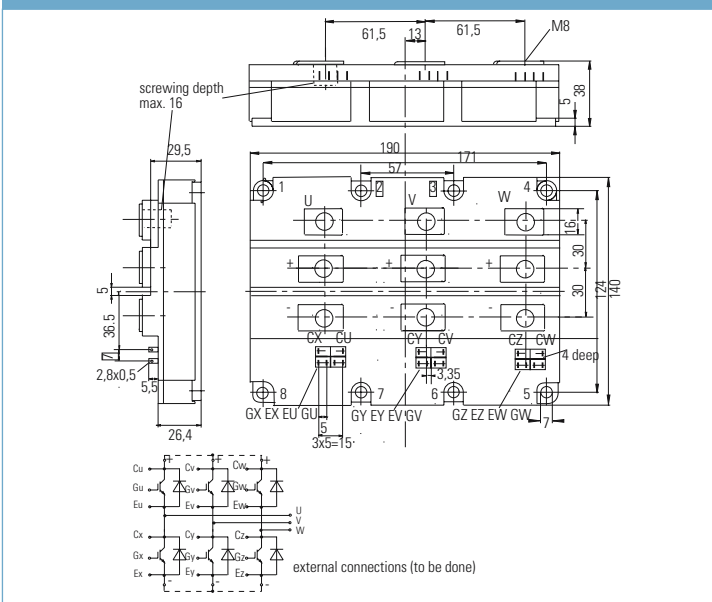 61,5
61,5
M8
13
screwing depth
max. 16
5
38
29,5
190
171
57
1
2
3
4
U
V
W
16
30
30
124
140
+
+
+
-
-
-
5
36.5
7
2,8x0,5
5,5
26,4
CX CU
CY CV
CZ CW
4 deep
3,35
8
7
6
5
GX EX EU GU
GY EY EV GV
GZ EZ EW GW
7
5
3x5=15
+ + +
Cu Cv Cw
Gu Gv Gw
Eu Ev Ew
U
V
W
Cx Cy Cz
Gx Gy Gz
Ex Ey Ez
- - -
external connections (to be done)